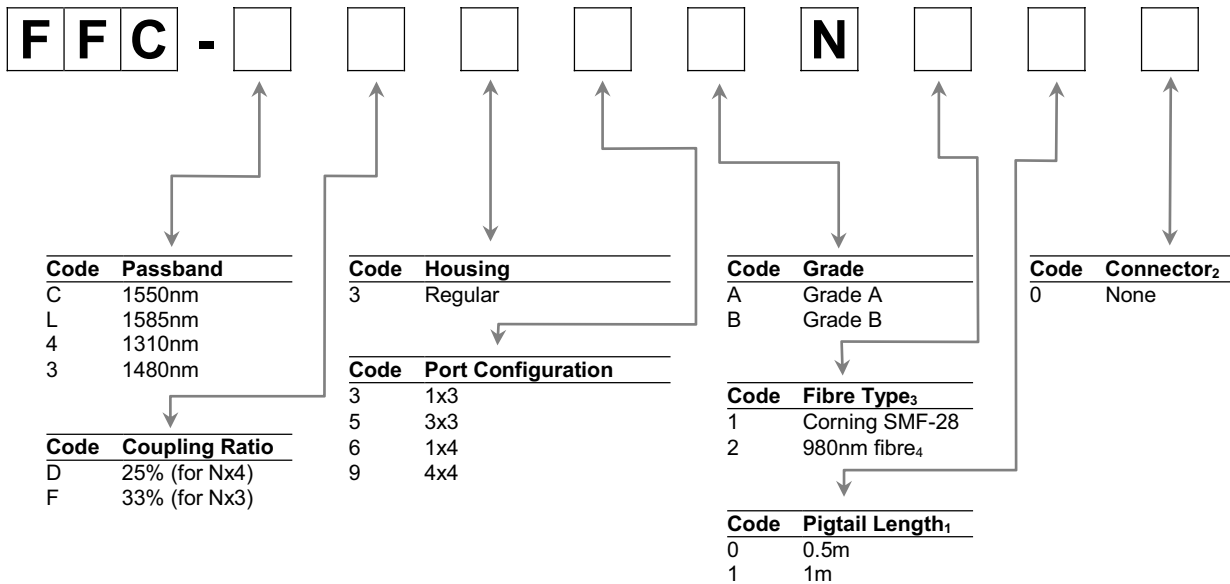 F F C - N
Code Passband
C 1550nm
L 1585nm
4 1310nm
3 1480nm
Code Coupling Ratio
D 25% (for Nx4)
F 33% (for Nx3)
Code Housing
3 Regular
Code Port Configuration
3 1x3
5 3x3
6 1x4
9 4x4
Code Grade
A Grade A
B Grade B
Code Fibre Type₃
1 Corning SMF-28
2 980nm fibre₄
Code Pigtail Length₁
0 0.5m
1 1m
Code Connector₂
0 None